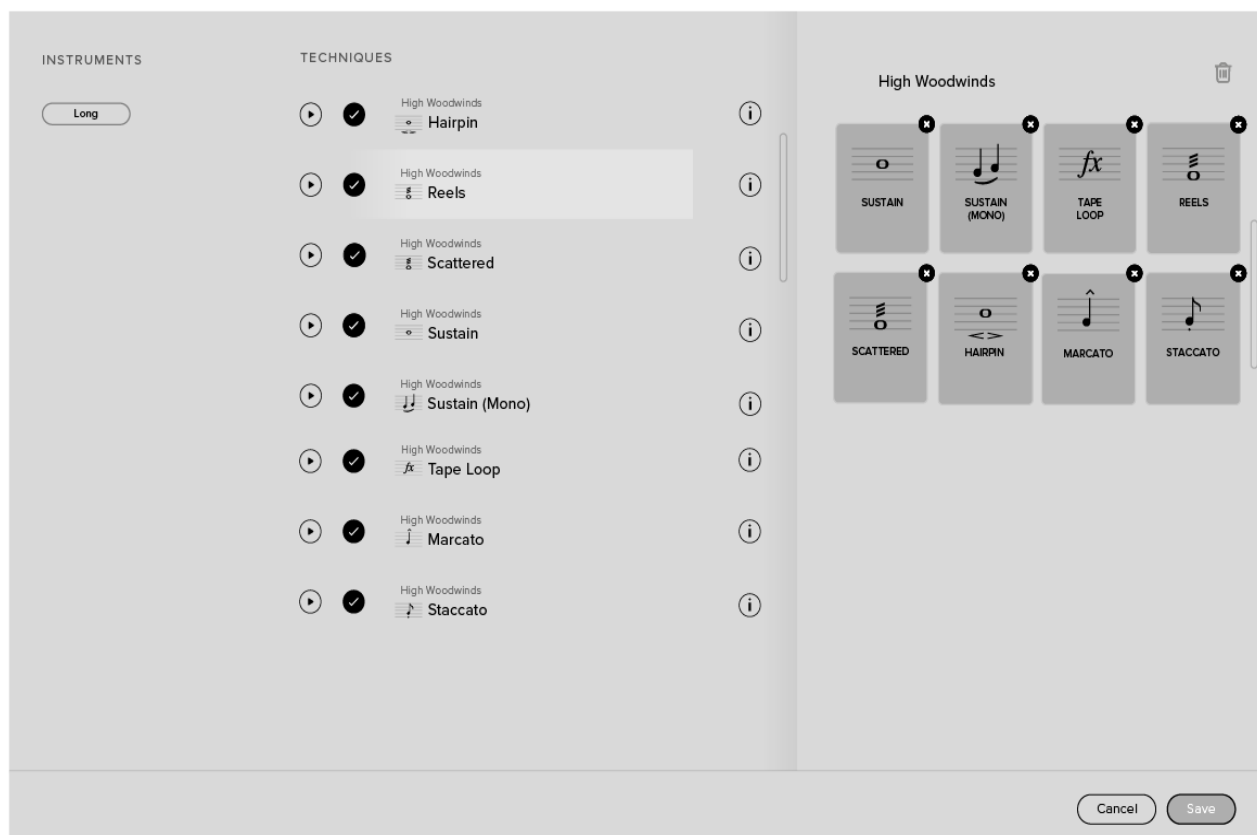 INSTRUMENTS
Long
TECHNIQUES
High Woodwinds
Hairpin
High Woodwinds
Reels
High Woodwinds
Scattered
High Woodwinds
Sustain
High Woodwinds
Sustain (Mono)
High Woodwinds
fx Tape Loop
High Woodwinds
Marcato
High Woodwinds
Staccato
High Woodwinds
fx
SUSTAIN
SUSTAIN
(MONO)
TAPE
LOOP
REELS
SCATTERED
HAIRPIN
MARCATO
STACCATO
Cancel
Save